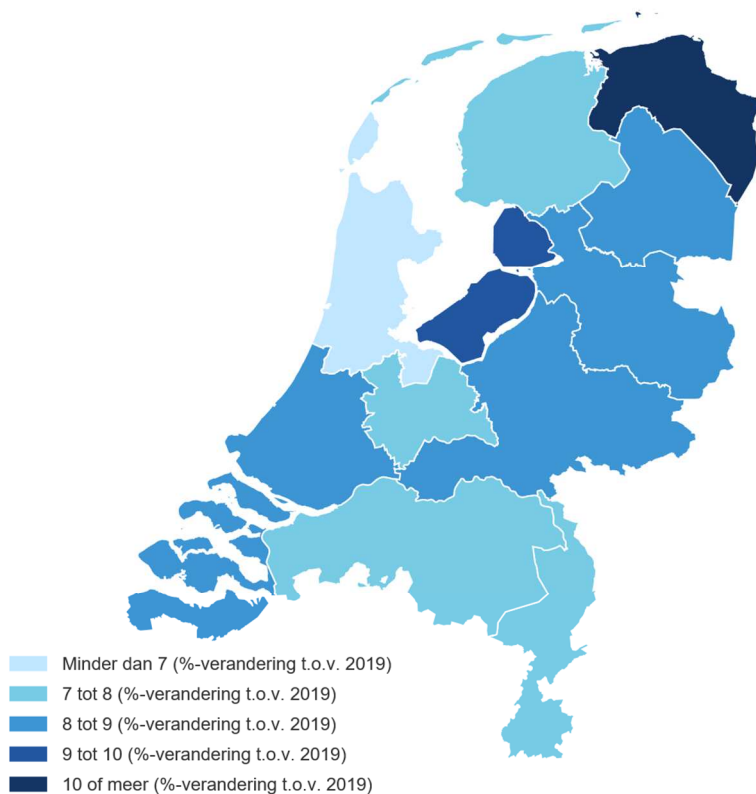 Minder dan 7 (%-verandering t.o.v. 2019)
7 tot 8 (%-verandering t.o.v. 2019)
8 tot 9 (%-verandering t.o.v. 2019)
9 tot 10 (%-verandering t.o.v. 2019)
10 of meer (%-verandering t.o.v. 2019)